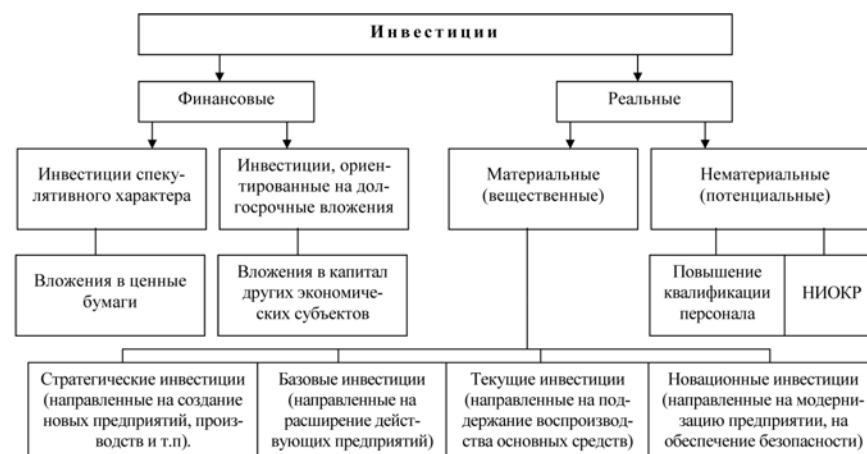 Инвестиции
Финансовые
Реальные
Инвестиции спеку-
лятивного характера
Инвестиции, ориен-
тированные на дол-
госрочные вложения
Материальные
(вещественные)
Нематериальные
(потенциальные)
Вложения в ценные
бумаги
Вложения в капитал
других экономиче-
ских субъектов
Повышение
квалификации
персонала
НИОКР
Стратегические инвестиции
(направленные на создание
новых предприятий, произ-
водств и т.п).
Базовые инвестиции
(направленные на
расширение дейст-
вующих предприятий)
Текущие инвестиции
(направленные на под-
держание воспроизвод-
ства основных средств)
Новационные инвестиции
(направленные на модерни-
зацию предприятии, на
обеспечение безопасности)